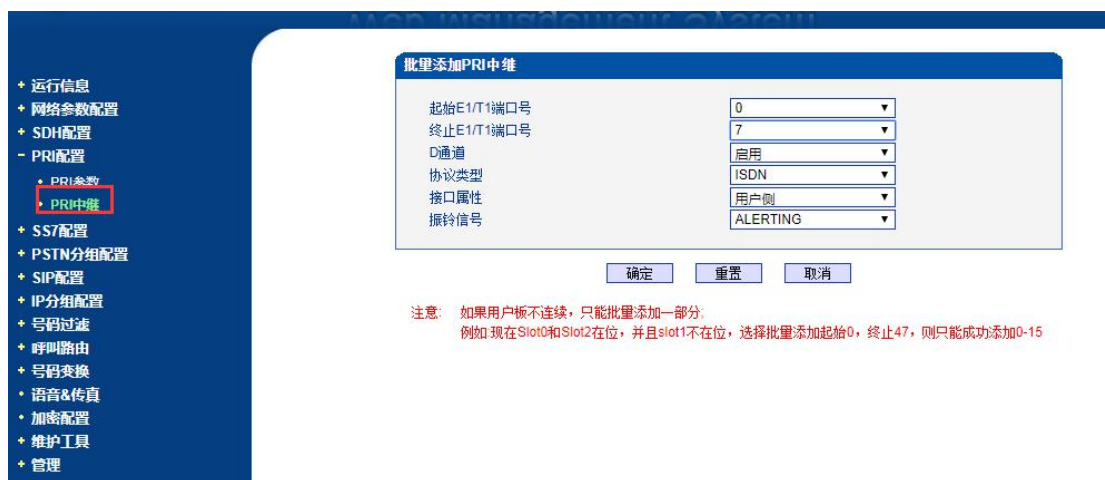 Web Management System
+ 运行信息
+ 网络参数配置
+ SDH配置
- PRI配置
• PRI参数
• PRI中继
+ SS7配置
+ PSTN分组配置
+ SIP配置
+ IP分组配置
+ 号码过滤
+ 呼叫路由
+ 号码变换
• 语音&传真
• 加密配置
+ 维护工具
+ 管理
批量添加PRI中继
起始E1/T1端口号 0
终止E1/T1端口号 7
D通道 启用
协议类型 ISDN
接口属性 用户侧
振铃信号 ALERTING
确定 重置 取消
注意: 如果用户板不连续，只能批量添加一部分;
例如:现在Slot0和Slot2在位，并且slot1不在位，选择批量添加起始0，终止47，则只能成功添加0-15